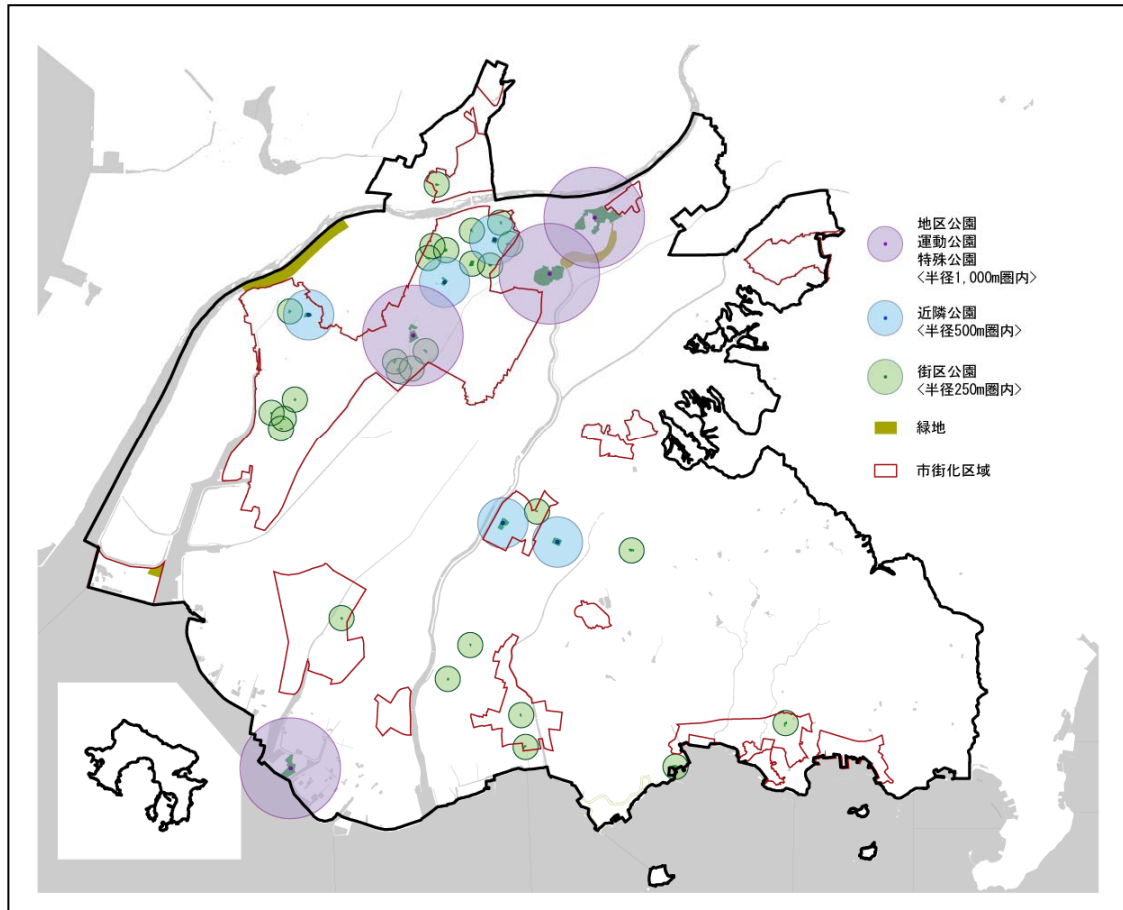 地区公園
運動公園
特殊公園
<半径1,000m圏内>
近隣公園
<半径500m圏内>
街区公園
<半径250m圏内>
緑地
市街化区域